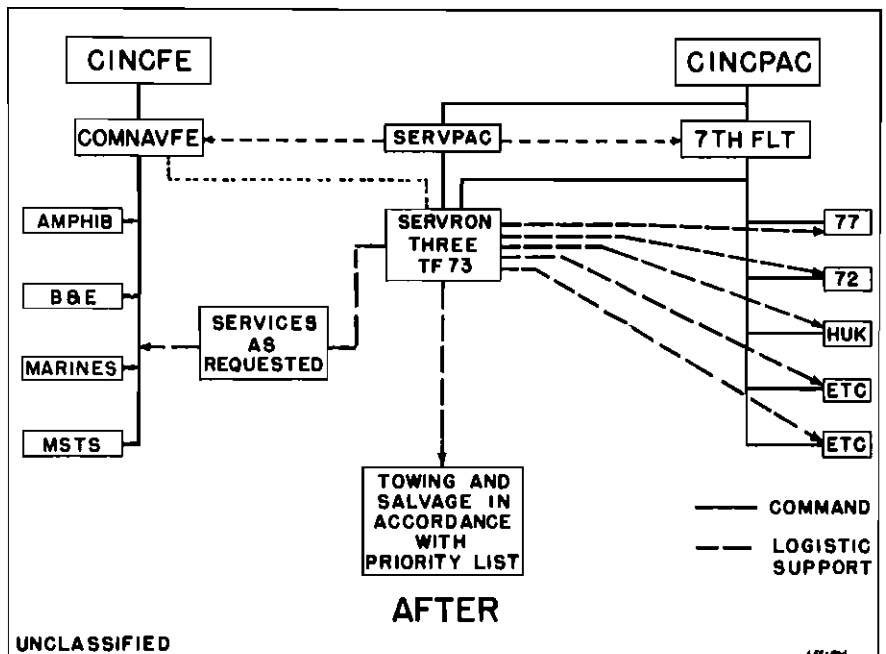 CINCFE
CINCPAC
COMNAVFE
SERVPAC
7TH FLT
AMPHIB
SERVRON
THREE
TF 73
77
72
B&E
SERVICES
AS
REQUESTED
HUK
MARINES
ETC
MSTS
ETC
TOWING AND
SALVAGE IN
ACCORDANCE
WITH
PRIORITY LIST
COMMAND
LOGISTIC
SUPPORT
AFTER
UNCLASSIFIED